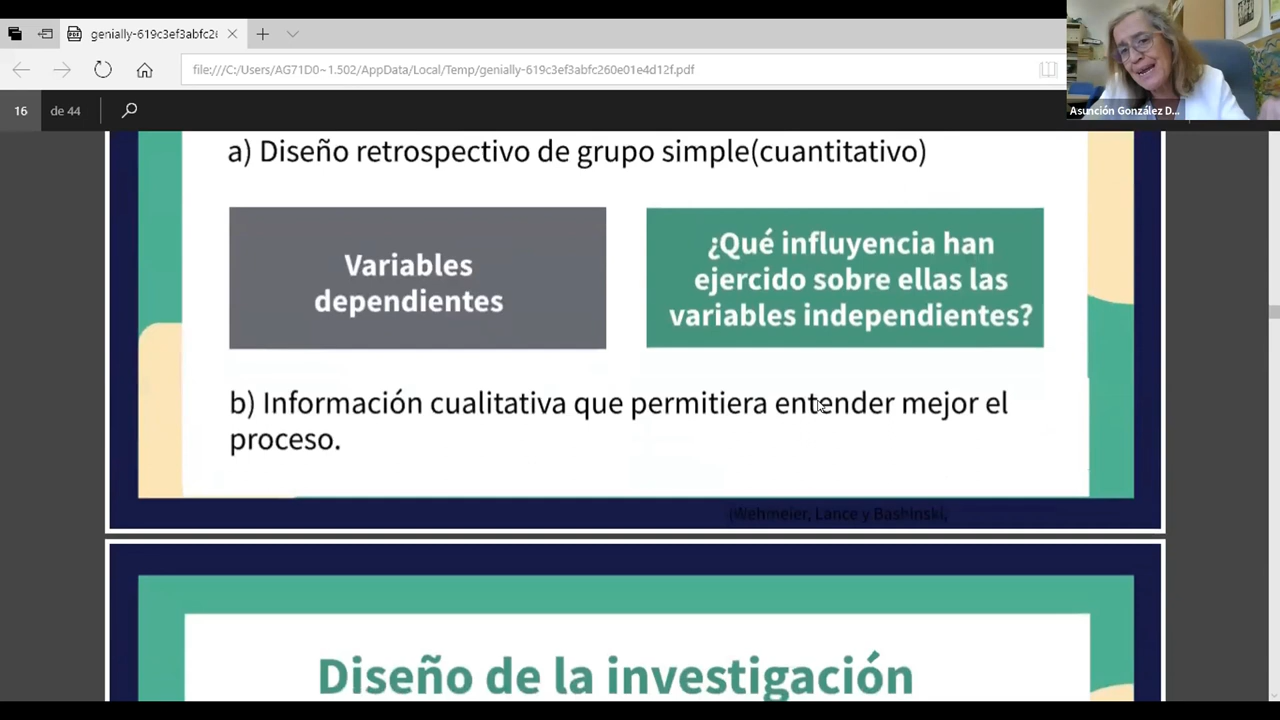 genially-619c3ef3abfc26
file:///C:/Users/AG71D0~1.502/AppData/Local/Temp/genially-619c3ef3abfc260e01e4d12f.pdf
Asunción González D...
16 de 44
a) Diseño retrospectivo de grupo simple(cuantitativo)
Variables
dependientes
¿Qué influyencia han
ejercido sobre ellas las
variables independientes?
b) Información cualitativa que permitiera entender mejor el
proceso.
(Wehmeier, Lance y Bashinski,
Diseño de la investigación